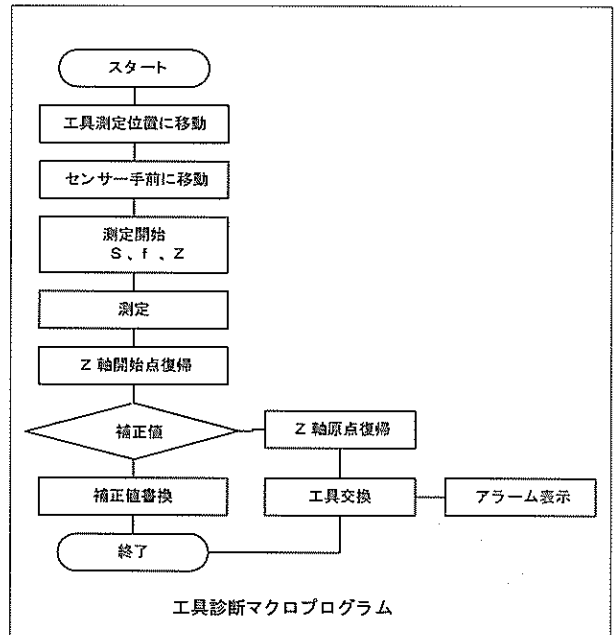 スタート
工具測定位置に移動
センサー手前に移動
測定開始
S、f、Z
測定
Z 軸開始点復帰
補正値
Z 軸原点復帰
補正値書換
工具交換
アラーム表示
終了
工具診断マクロプログラム